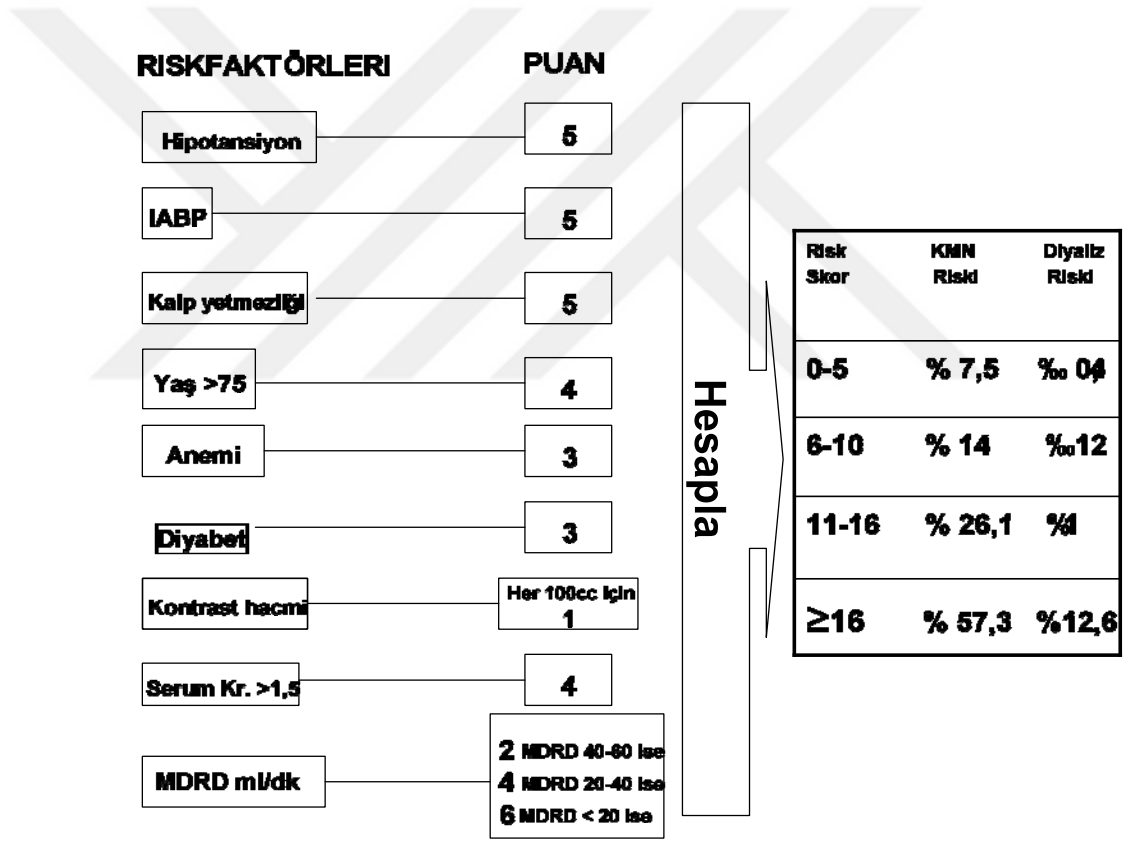 RISKFAKTÖRLERI PUAN
Hipotansiyon 5
IABP 5
Kalp yetmezliği 5
Yaş >75 4
Anemi 3
Diyabet 3
Kontrast hacmi Her 100cc için
1
Serum Kr. >1,5 4
MDRD ml/dk
2 MDRD 40-60 ise
4 MDRD 20-40 ise
6 MDRD < 20 ise
Hesapla
Risk KMN Diyaliz
Skor Riski Riski
0-5 % 7,5 ‰ 0,4
6-10 % 14 ‰12
11-16 % 26,1
≥16 % 57,3 %12,6